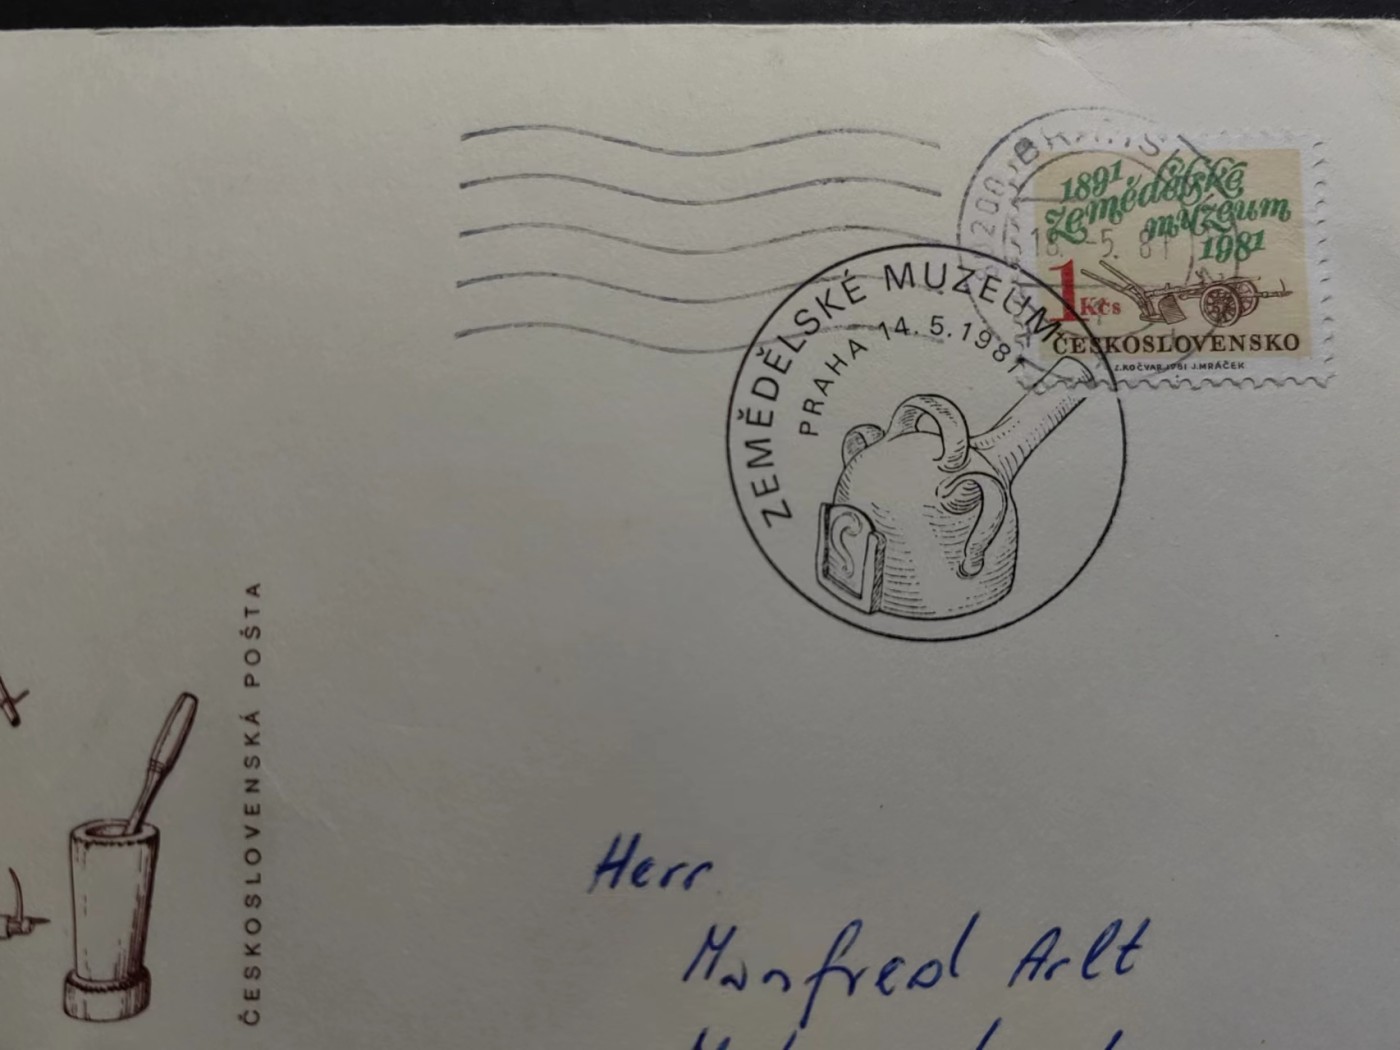 1891
zemědělské
muzeum
1981
1 Kčs
ČESKOSLOVENSKO
Z.KOČVAR 1981 J.MRÁČEK
-5. 81
ZEMĚDĚLSKÉ MUZEUM
PRAHA 14.5.1981
ČESKOSLOVENSKÁ POŠTA
Herr
Manfred Arlt